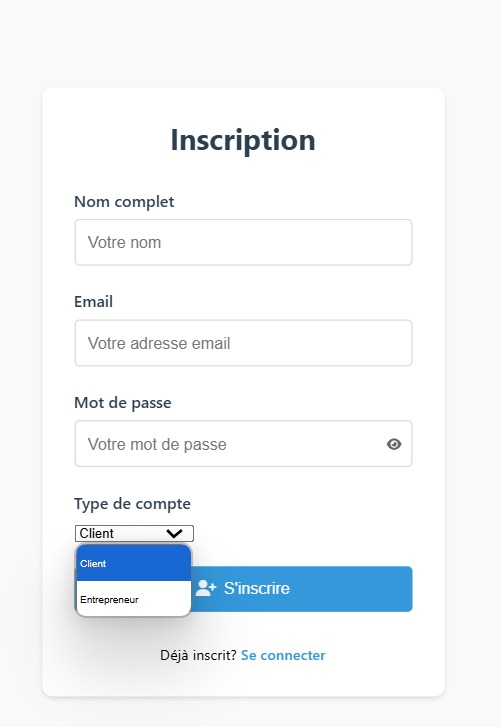 Inscription
Nom complet
Votre nom
Email
Votre adresse email
Mot de passe
Votre mot de passe
Type de compte
Client
Client
Entrepreneur
S'inscrire
Déjà inscrit? Se connecter